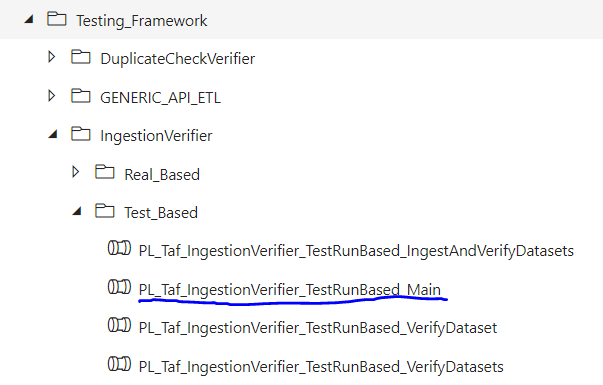 Testing_Framework
DuplicateCheckVerifier
GENERIC_API_ETL
IngestionVerifier
Real_Based
Test_Based
PL_Taf_IngestionVerifier_TestRunBased_IngestAndVerifyDatasets
PL_Taf_IngestionVerifier_TestRunBased_Main
PL_Taf_IngestionVerifier_TestRunBased_VerifyDataset
PL_Taf_IngestionVerifier_TestRunBased_VerifyDatasets